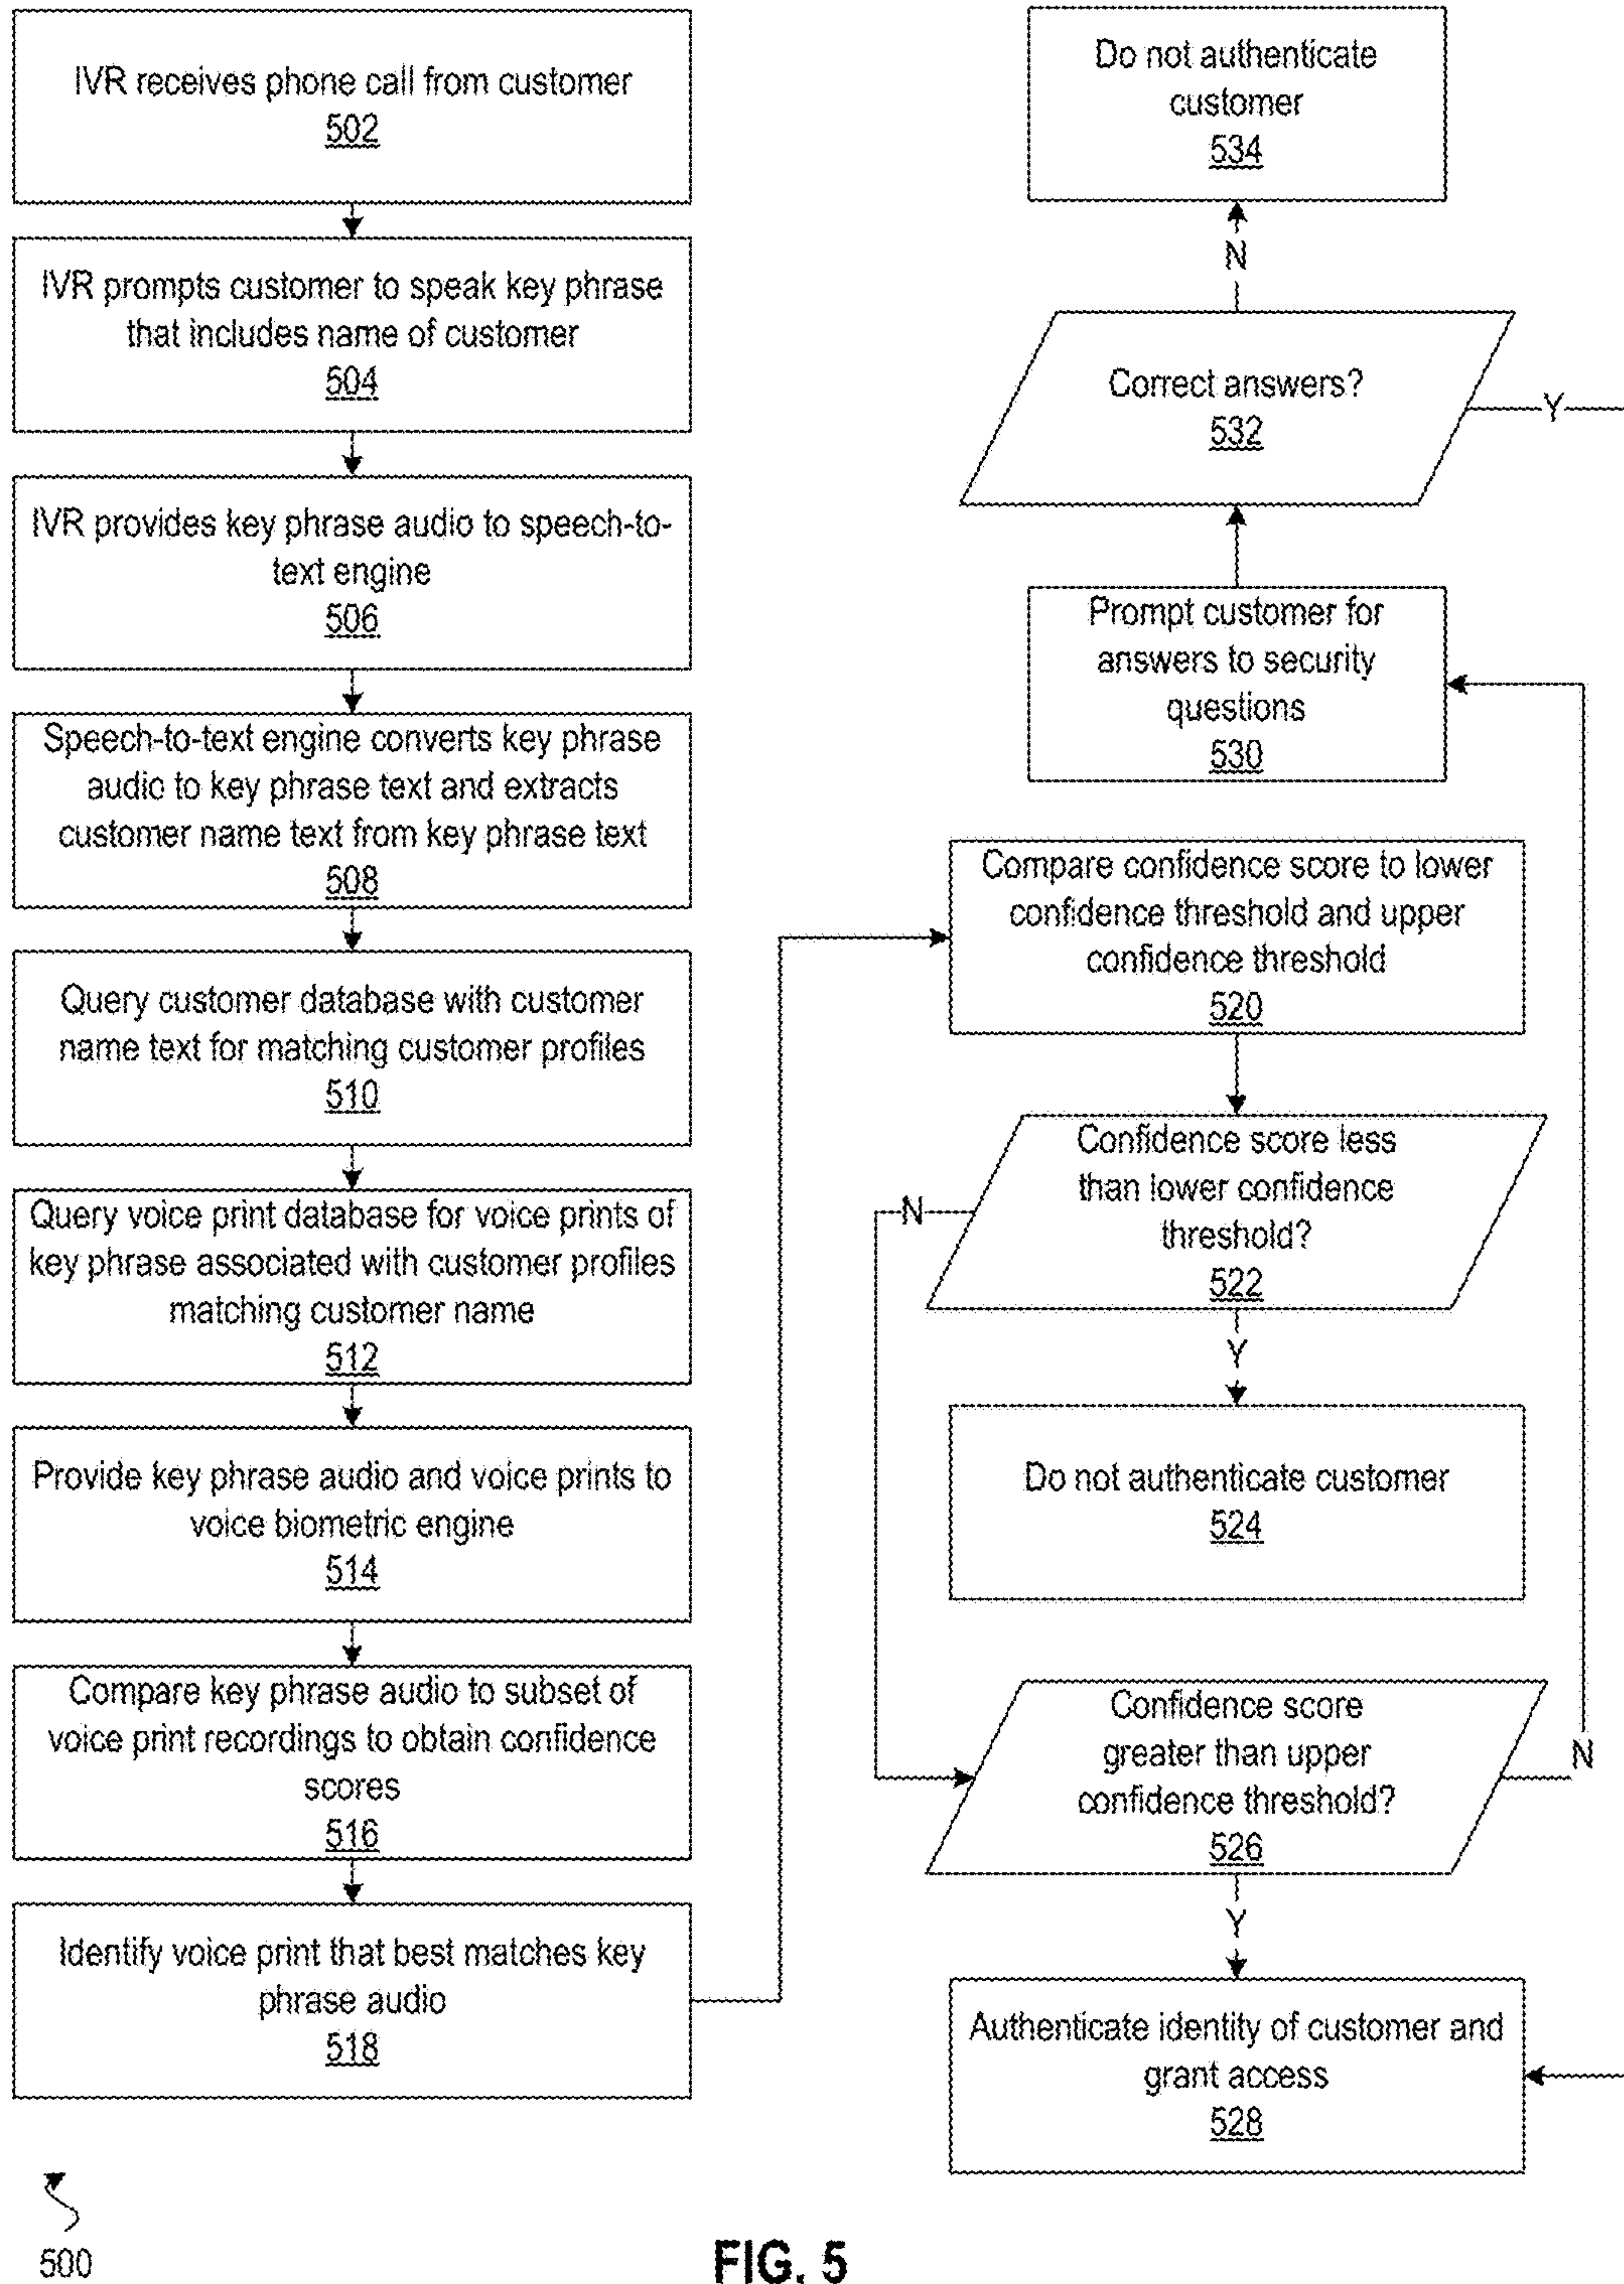 IVR receives phone call from customer
502
IVR prompts customer to speak key phrase
that includes name of customer
504
IVR provides key phrase audio to speech-to-
text engine
506
Speech-to-text engine converts key phrase
audio to key phrase text and extracts
customer name text from key phrase text
508
Query customer database with customer
name text for matching customer profiles
510
Query voice print database for voice prints of
key phrase associated with customer profiles
matching customer name
512
Provide key phrase audio and voice prints to
voice biometric engine
514
Compare key phrase audio to subset of
voice print recordings to obtain confidence
scores
516
Identify voice print that best matches key
phrase audio
518
Do not authenticate
customer
534
N
Correct answers?
532
Y
Prompt customer for
answers to security
questions
530
Compare confidence score to lower
confidence threshold and upper
confidence threshold
520
Confidence score less
than lower confidence
threshold?
522
N
Y
Do not authenticate customer
524
Confidence score
greater than upper
confidence threshold?
526
N
Y
Authenticate identity of customer and
grant access
528
500
FIG. 5